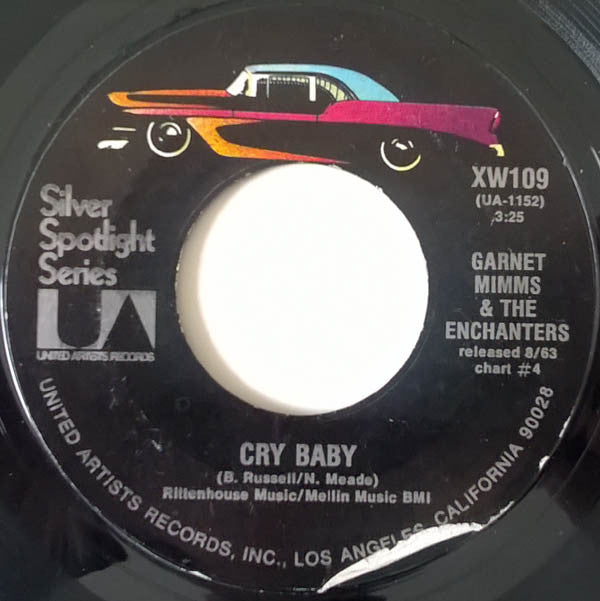 XW109
(UA-1152)
3:25
Silver
Spotlight
Series
UA
UNITED ARTISTS RECORDS
GARNET
MIMMS
& THE
ENCHANTERS
released 8/63
chart #4
CRY BABY
(B. Russell/N. Meade)
Rittenhouse Music/Mellin Music BMI
UNITED ARTISTS RECORDS, INC., LOS ANGELES, CALIFORNIA 90028